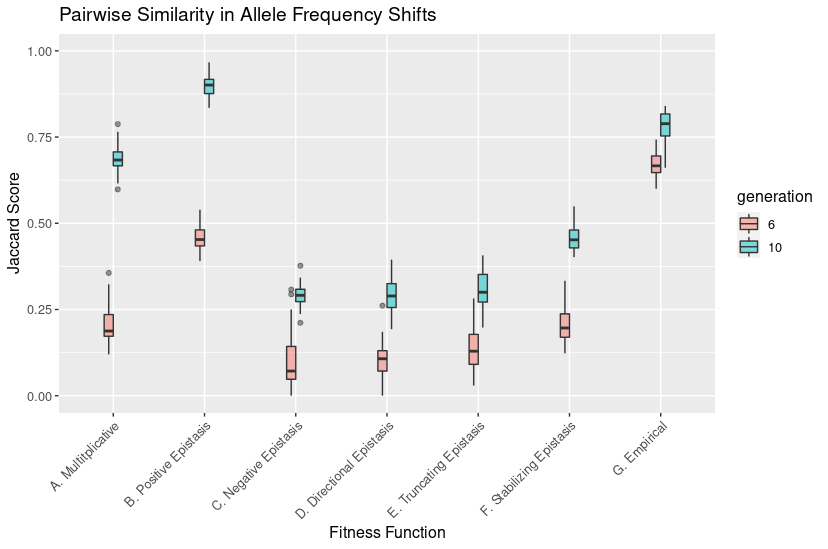 Pairwise Similarity in Allele Frequency Shifts
1.00
0.75
0.50
0.25
0.00
Jaccard Score
A. Multitplicative
B. Positive Epistasis
C. Negative Epistasis
D. Directional Epistasis
E. Truncating Epistasis
F. Stabilizing Epistasis
G. Empirical
Fitness Function
generation
6
10